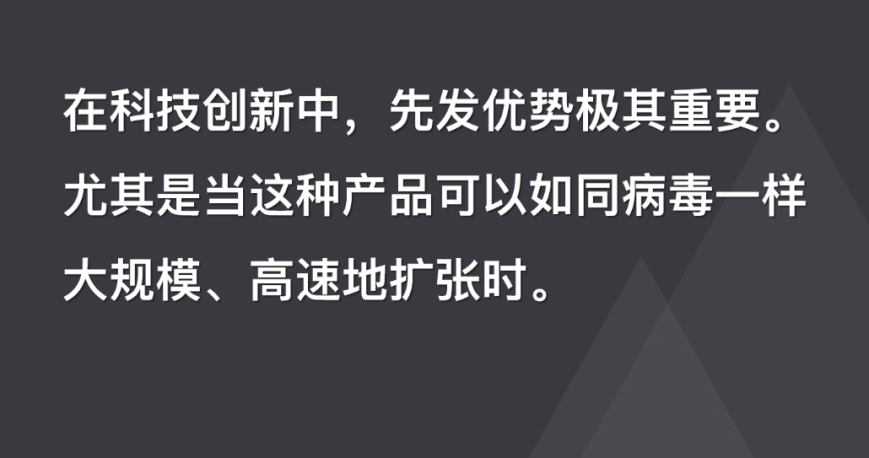 在科技创新中，先发优势极其重要。
尤其是当这种产品可以如同病毒一样
大规模、高速地扩张时。